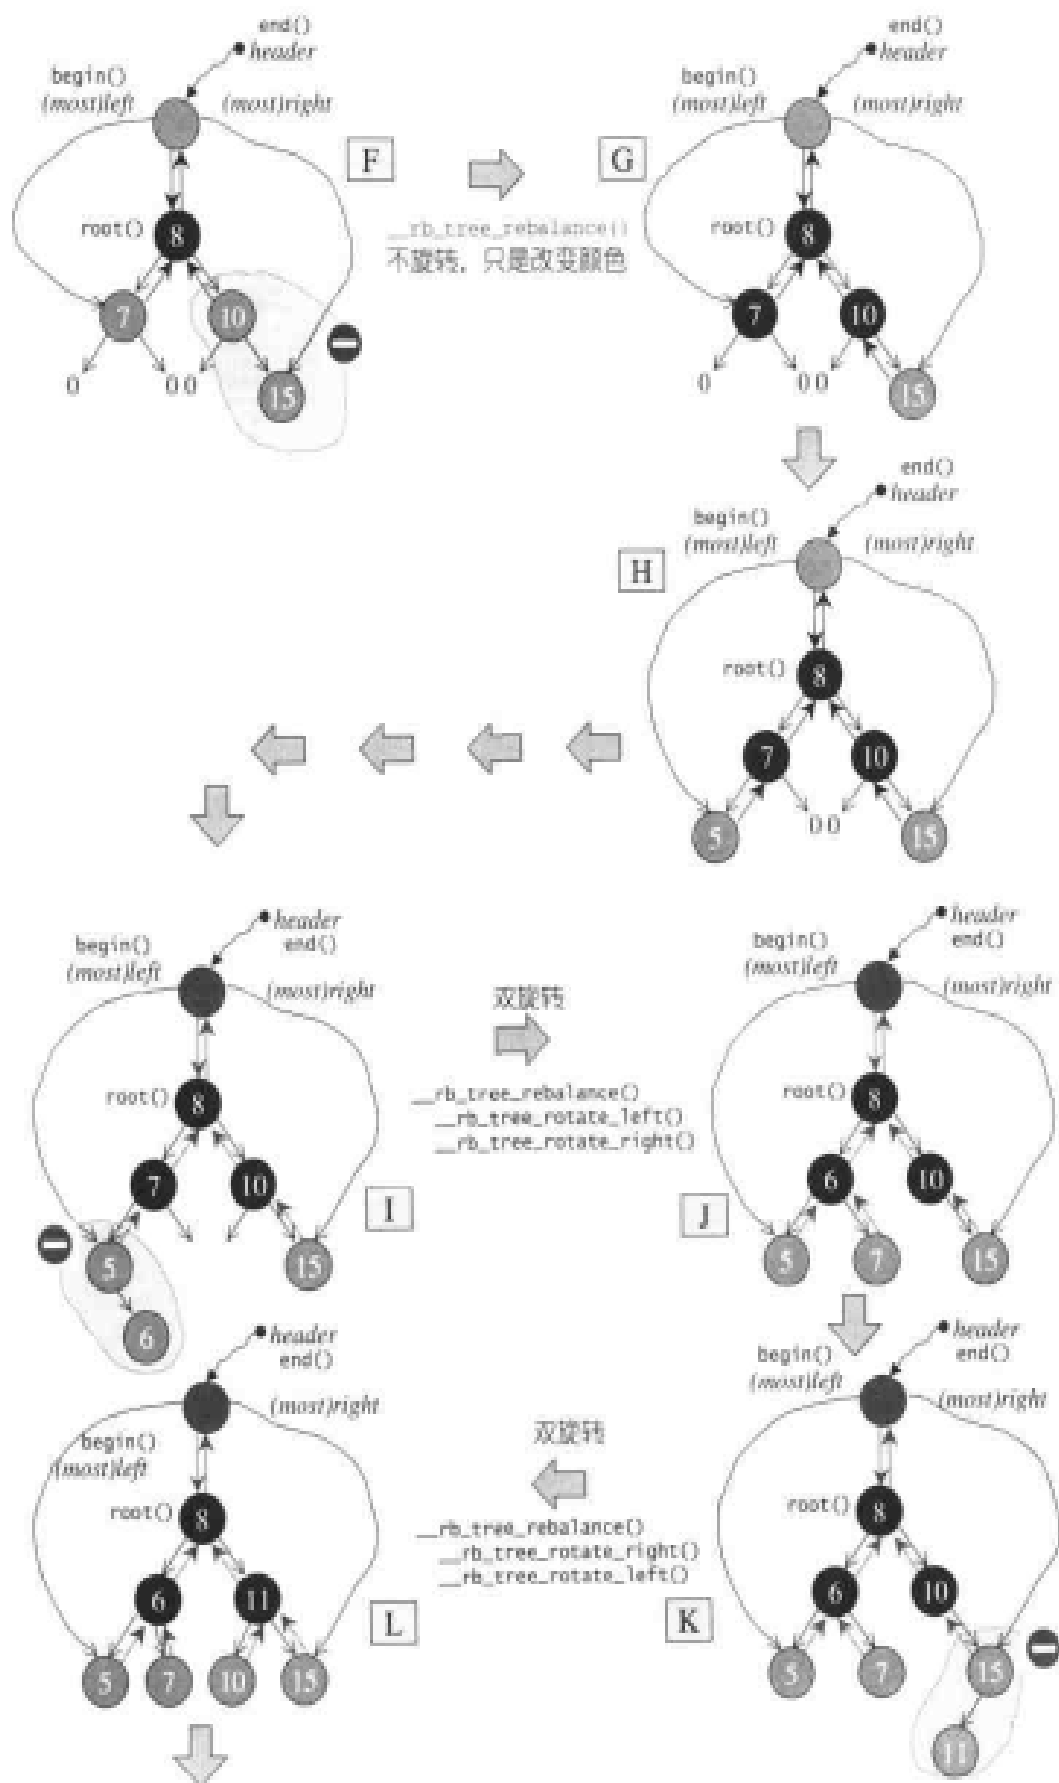 end()
header
begin()
(most)left
(most)right
F
root()
8
7
10
0
0 0
15
__rb_tree_rebalance()
不旋转，只是改变颜色
end()
header
begin()
(most)left
(most)right
G
root()
8
7
10
0
0 0
15
end()
header
begin()
(most)left
(most)right
H
root()
8
7
10
0 0
5
15
header
end()
begin()
(most)left
(most)right
root()
8
7
10
I
5
15
6
双旋转
__rb_tree_rebalance()
__rb_tree_rotate_left()
__rb_tree_rotate_right()
header
end()
begin()
(most)left
(most)right
root()
8
6
10
J
5
7
15
header
end()
(most)right
begin()
(most)left
root()
8
6
11
L
5
7
10
15
双旋转
__rb_tree_rebalance()
__rb_tree_rotate_right()
__rb_tree_rotate_left()
header
end()
begin()
(most)left
(most)right
root()
8
6
10
K
5
7
15
11